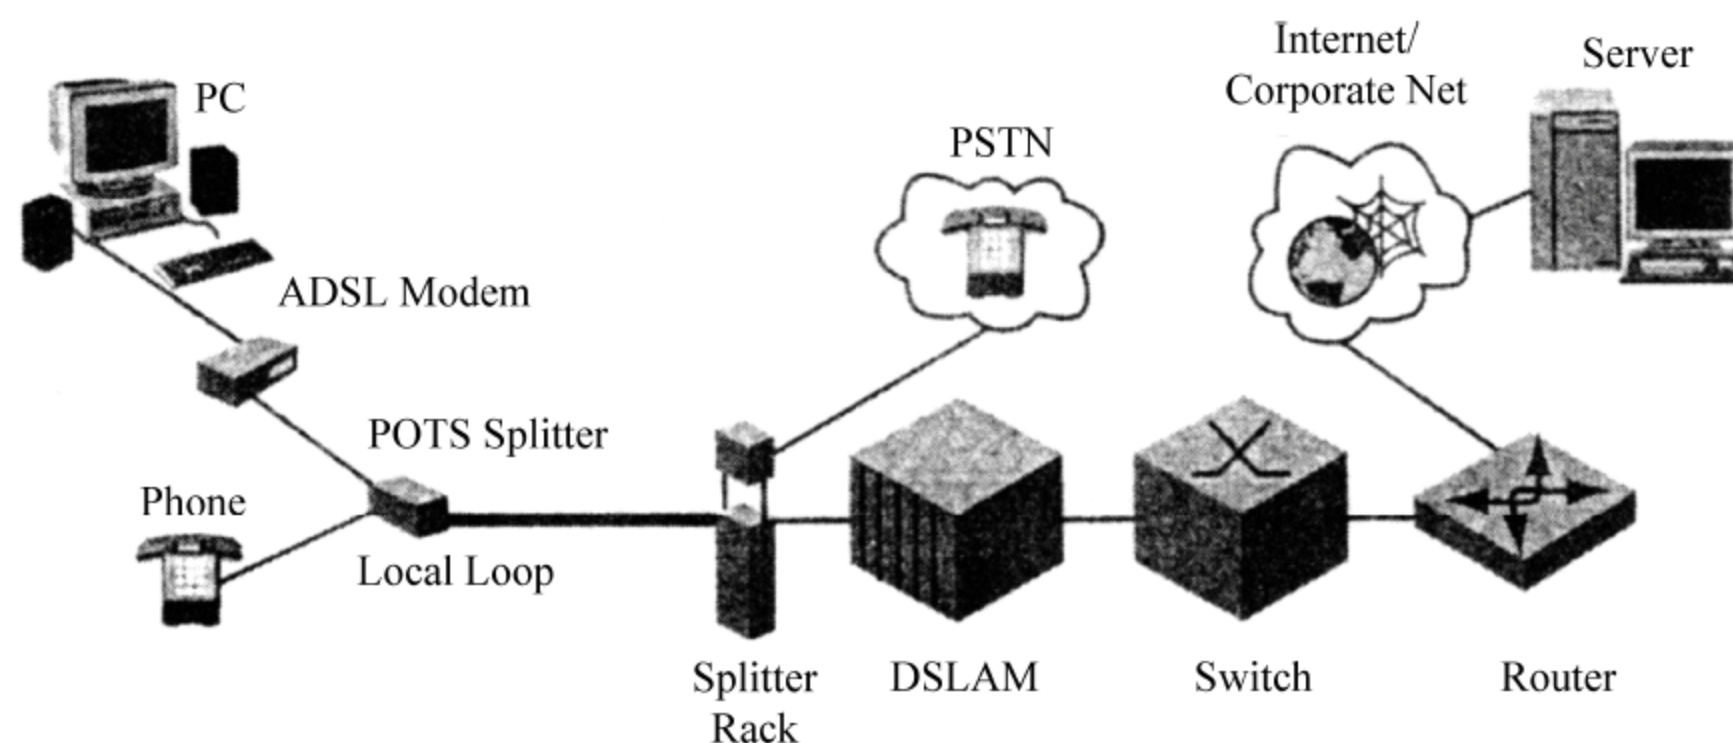 Internet/
Corporate Net
Server
PC
PSTN
ADSL Modem
POTS Splitter
Phone
Local Loop
Splitter
Rack
DSLAM
Switch
Router